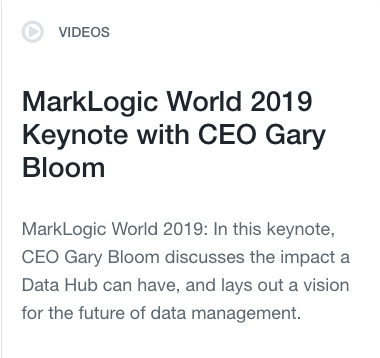 VIDEOS
MarkLogic World 2019
Keynote with CEO Gary
Bloom
MarkLogic World 2019: In this keynote,
CEO Gary Bloom discusses the impact a
Data Hub can have, and lays out a vision
for the future of data management.